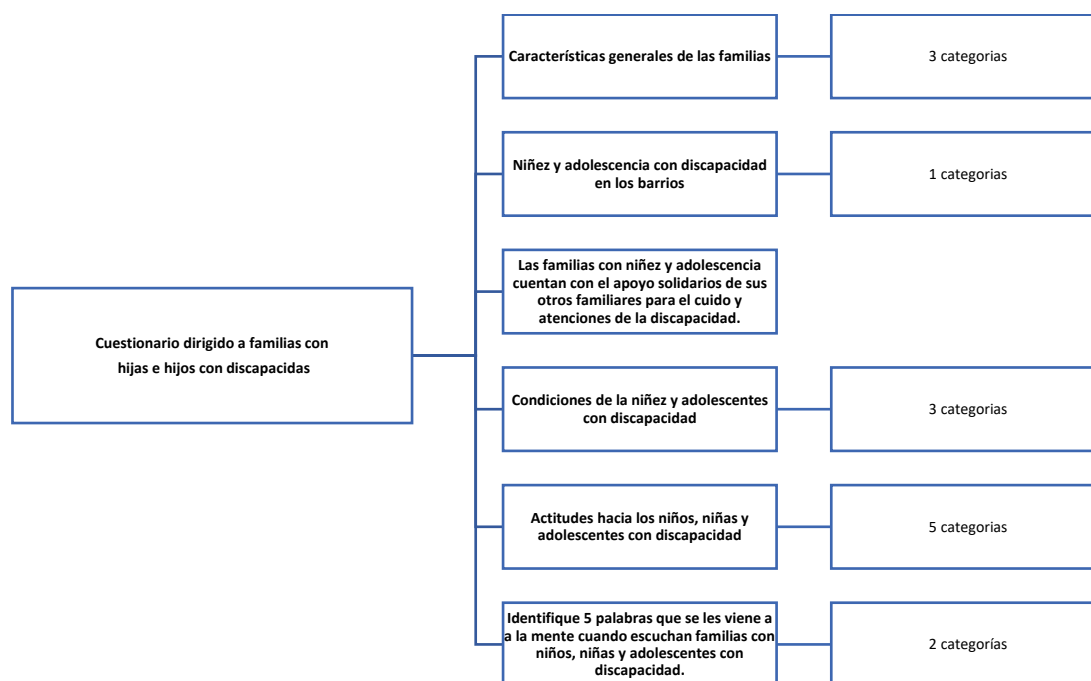 Cuestionario dirigido a familias con
hijas e hijos con discapacidas
Características generales de las familias
3 categorias
Niñez y adolescencia con discapacidad
en los barrios
1 categorias
Las familias con niñez y adolescencia
cuentan con el apoyo solidarios de sus
otros familiares para el cuido y
atenciones de la discapacidad.
Condiciones de la niñez y adolescentes
con discapacidad
3 categorias
Actitudes hacia los niños, niñas y
adolescentes con discapacidad
5 categorias
Identifique 5 palabras que se les viene a
a la mente cuando escuchan familias con
niños, niñas y adolescentes con
discapacidad.
2 categorías